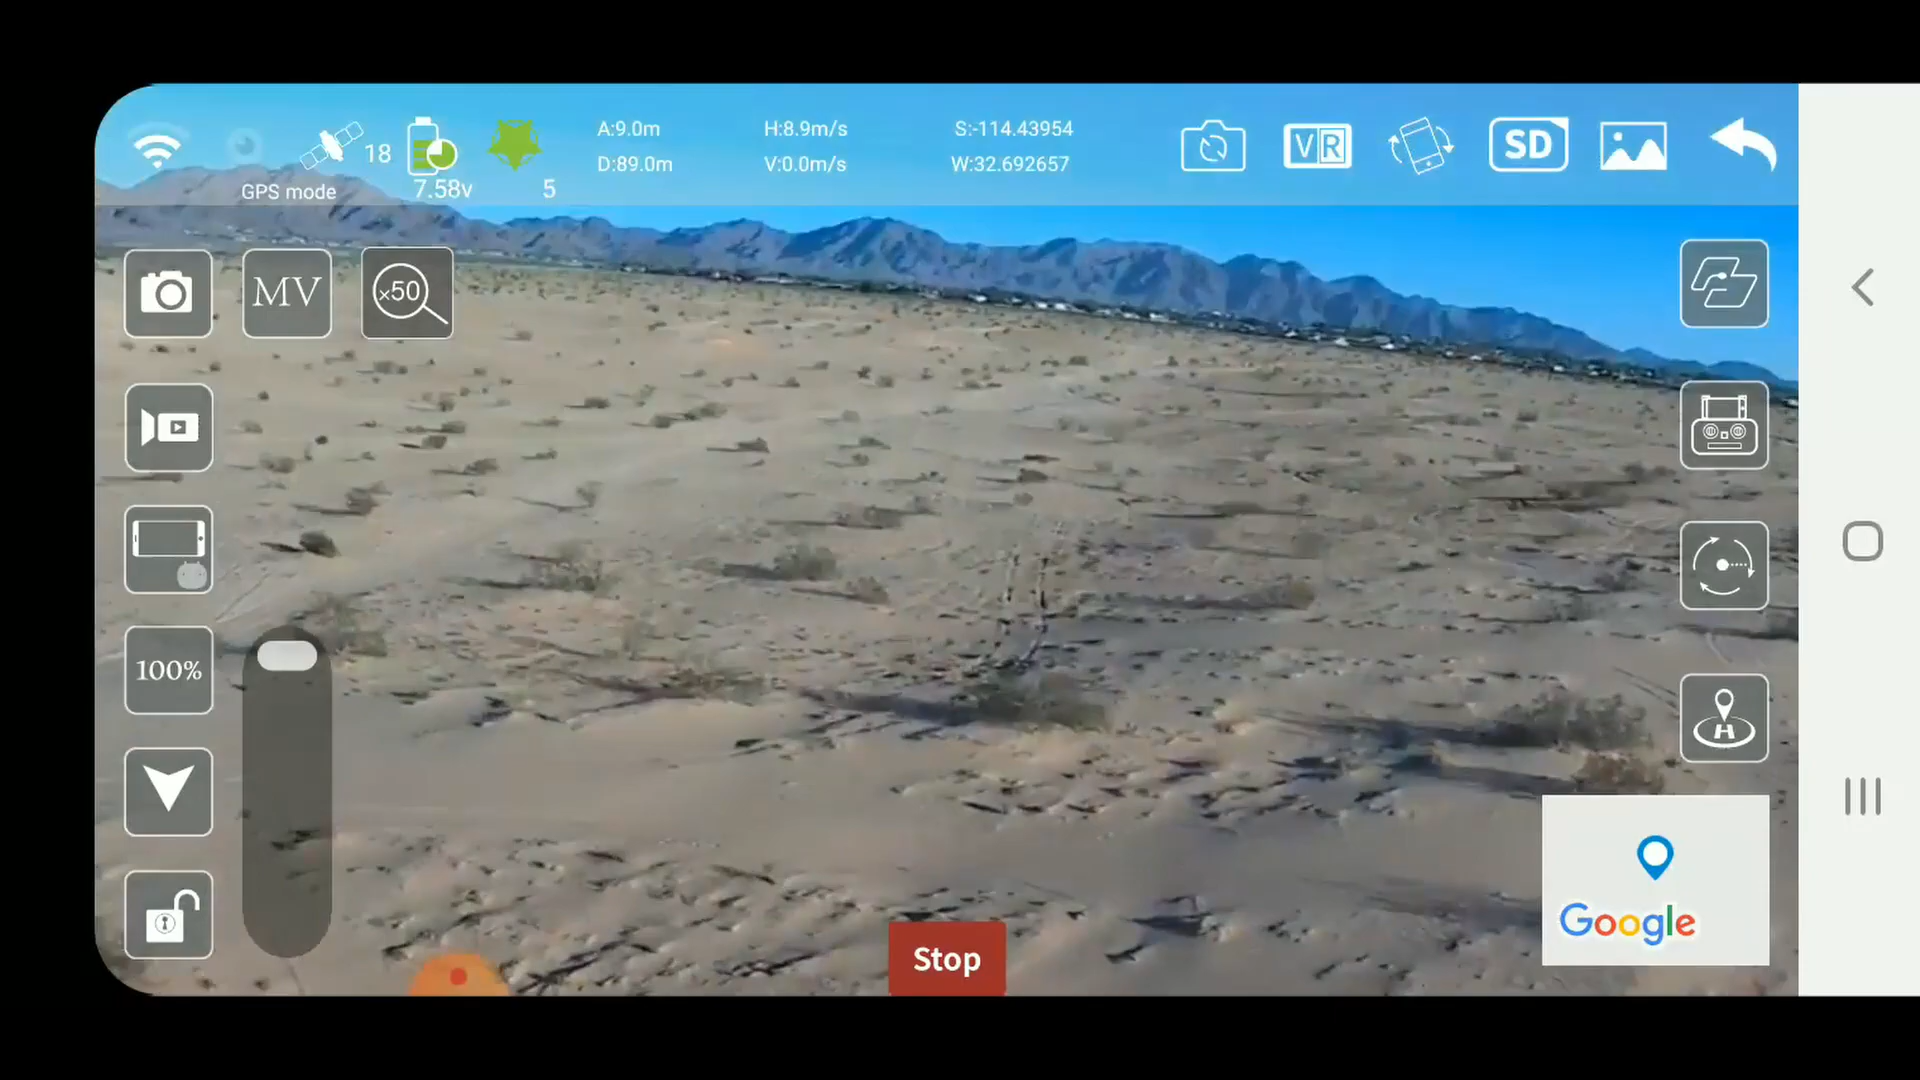 18
GPS mode
7.58v
5
A:9.0m
D:89.0m
H:8.9m/s
V:0.0m/s
S:-114.43954
W:32.692657
VR
SD
MV
×50
100%
H
Stop
Google